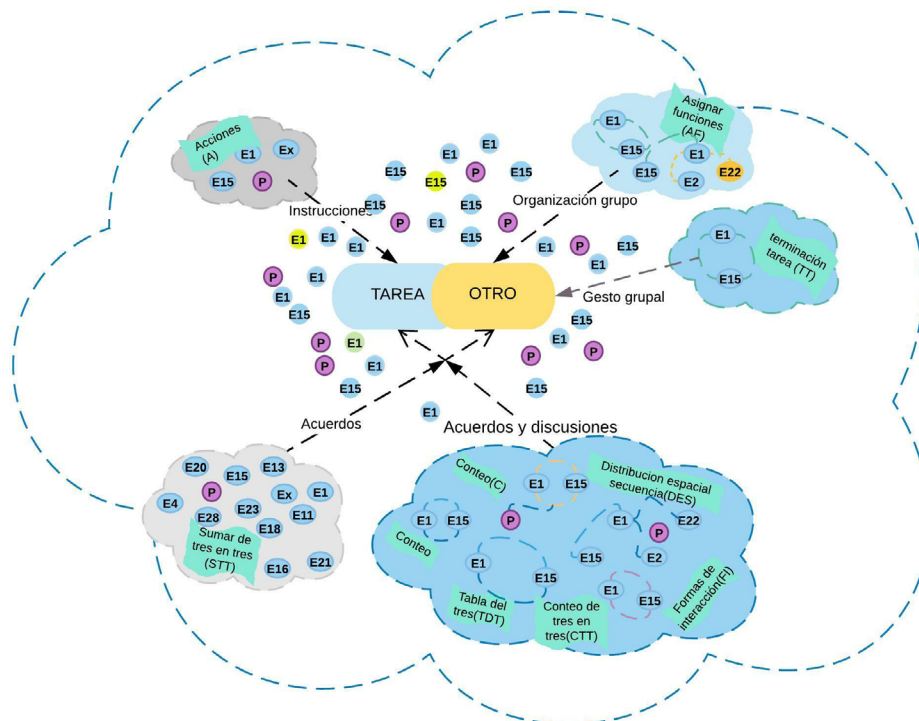 Acciones
(A)
E1
Ex
E15
P
Instrucciones
Asignar
funciones
(AF)
E1
E15
E15
E1
E2
E22
Organización grupo
E1
E15
terminación
tarea (TT)
Gesto grupal
E1
E1
E15
E15
P
E15
E15
P
E1
E15
E15
P
E1
E1
E1
E1
P
E15
E1
P
E1
E1
E15
TAREA
OTRO
E15
E1
P
P
P
E1
P
E1
E15
E15
E1
Acuerdos
Acuerdos y discusiones
E20
E15
E13
E4
P
Ex
E1
E28
E23
E18
E11
Sumar de
tres en tres
(STT)
E16
E21
Conteo(C)
E1
E15
Distribucion espacial
secuencia(DES)
E1
E15
P
E1
P
E22
Conteo
E1
E15
E15
E2
Tabla del
tres(TDT)
Conteo de
tres en
tres(CTT)
E1
E15
Formas de
interacción(FI)